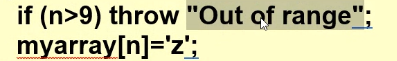 if (n>9) throw "Out of range";
myarray[n]='z';